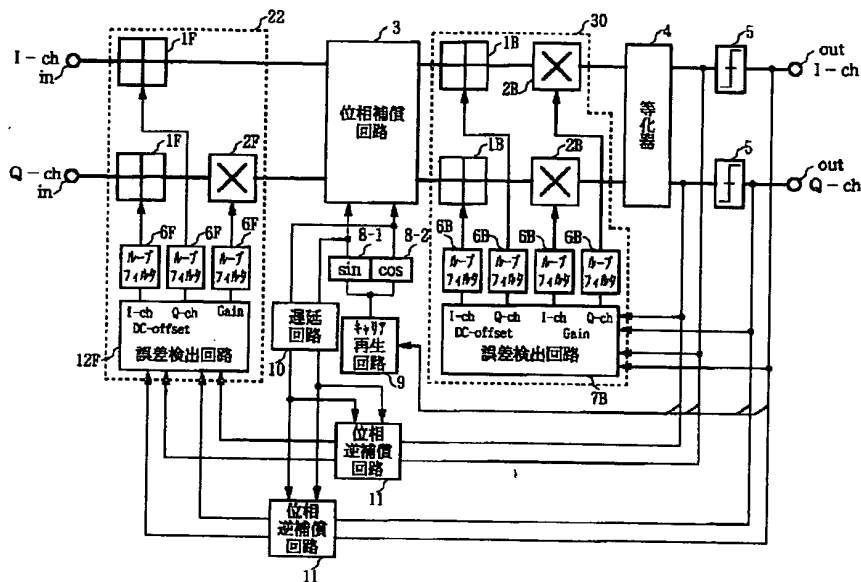 22
3
30
4
5
1F
1B
2B
I-ch
in
out
I-ch
位相補償
回路
等化器
1F
2F
1B
2B
5
Q-ch
in
out
Q-ch
6F
6F
6F
8-1
8-2
6B
6B
6B
6B
ループ
フィルタ
ループ
フィルタ
ループ
フィルタ
sin
cos
ループ
フィルタ
ループ
フィルタ
ループ
フィルタ
ループ
フィルタ
I-ch
Q-ch
Gain
DC-offset
誤差検出回路
12F
遅延
回路
10
キャリア
再生
回路
9
I-ch
Q-ch
I-ch
Q-ch
DC-offset
Gain
誤差検出回路
7B
位相
逆補償
回路
11
位相
逆補償
回路
11